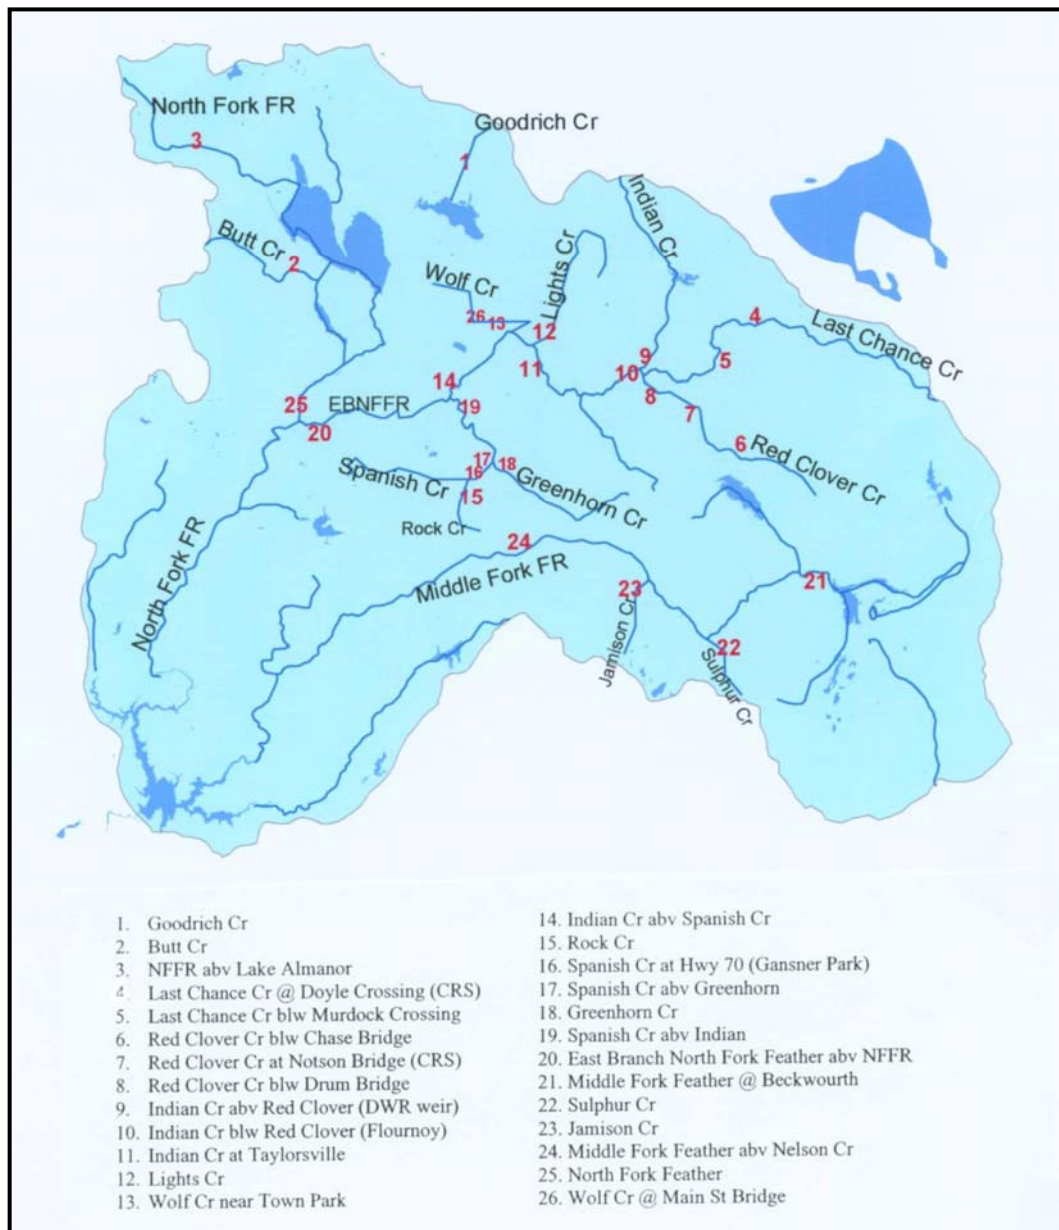 North Fork FR
Goodrich Cr
3
1
Indian Cr
Butt Cr
2
Lights Cr
Wolf Cr
26
13
12
4
Last Chance Cr
9
5
11
10
14
8
25
EBNFFR
19
7
20
6
Red Clover Cr
17
18
Spanish Cr
16
Greenhorn Cr
15
Rock Cr
24
North Fork FR
Middle Fork FR
21
23
Jamison Cr
22
Sulphur Cr
1. Goodrich Cr
2. Butt Cr
3. NFFR abv Lake Almanor
4 Last Chance Cr @ Doyle Crossing (CRS)
5. Last Chance Cr blw Murdock Crossing
6. Red Clover Cr blw Chase Bridge
7. Red Clover Cr at Notson Bridge (CRS)
8. Red Clover Cr blw Drum Bridge
9. Indian Cr abv Red Clover (DWR weir)
10. Indian Cr blw Red Clover (Flournoy)
11. Indian Cr at Taylorsville
12. Lights Cr
13. Wolf Cr near Town Park
14. Indian Cr abv Spanish Cr
15. Rock Cr
16. Spanish Cr at Hwy 70 (Gansner Park)
17. Spanish Cr abv Greenhorn
18. Greenhorn Cr
19. Spanish Cr abv Indian
20. East Branch North Fork Feather abv NFFR
21. Middle Fork Feather @ Beckwourth
22. Sulphur Cr
23. Jamison Cr
24. Middle Fork Feather abv Nelson Cr
25. North Fork Feather
26. Wolf Cr @ Main St Bridge